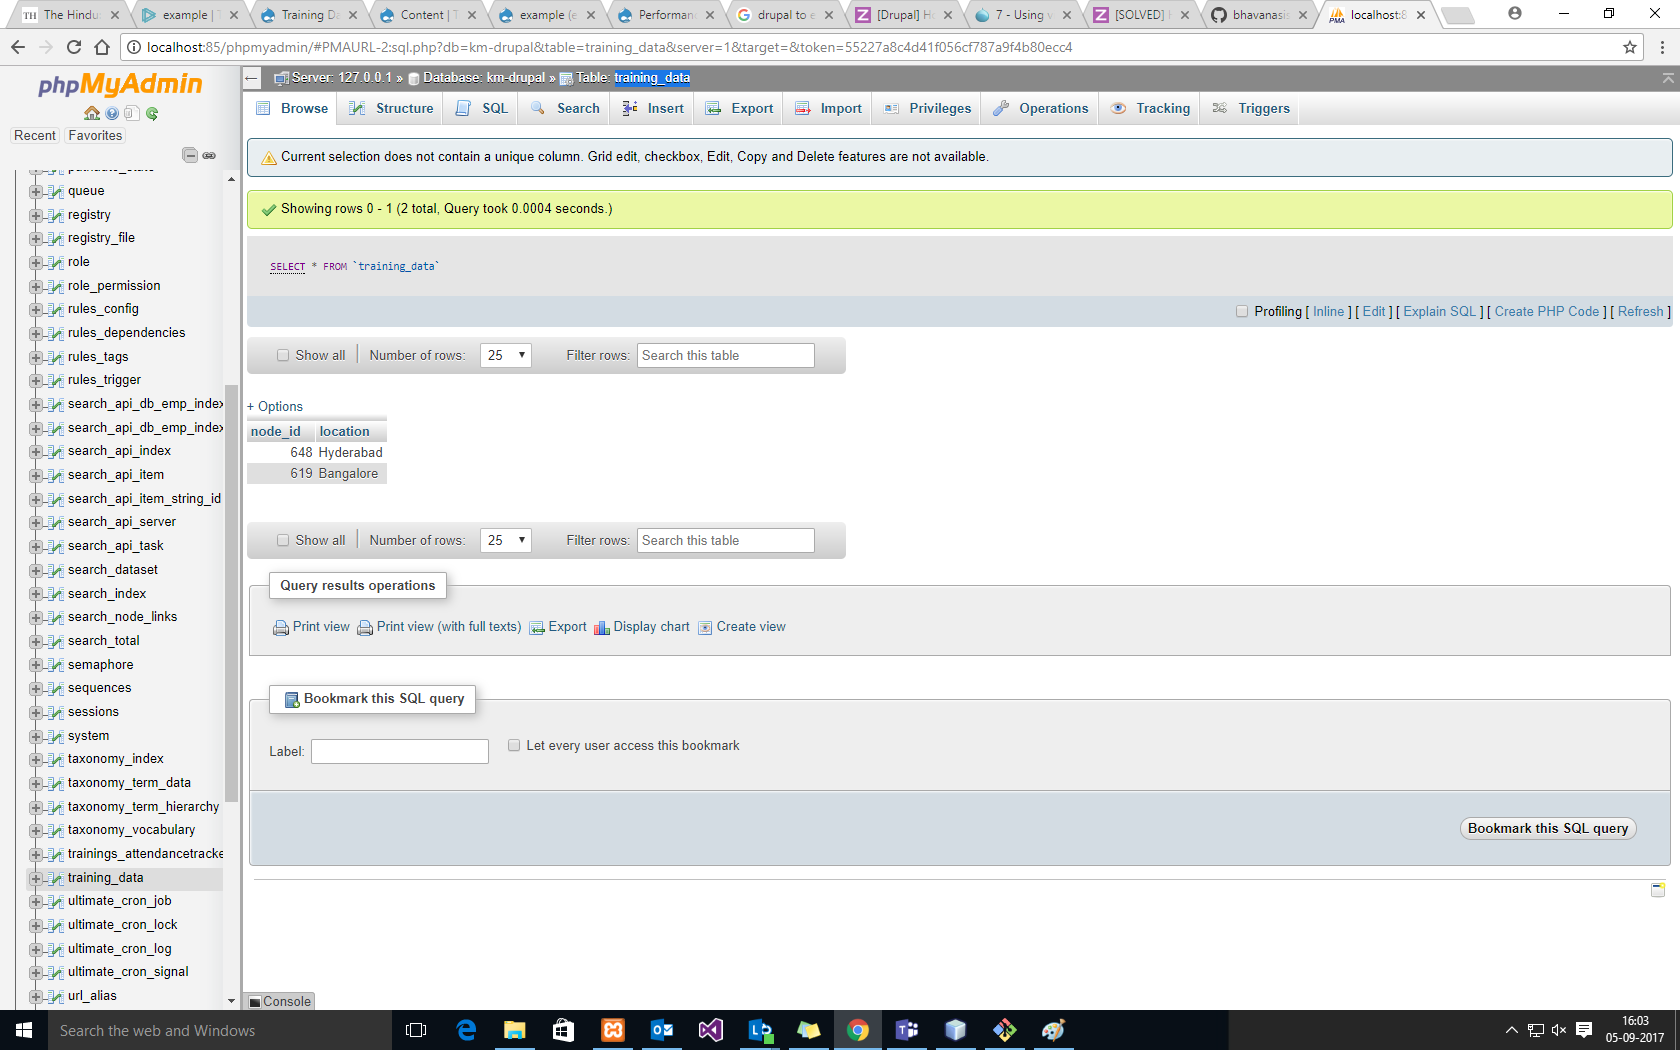 The Hindu
example | T
Training Da
Content | T
example (e
Performan
drupal to e
[Drupal] H
7 - Using v
[SOLVED]
bhavanasis
localhost:8
localhost:85/phpmyadmin/#PMAURL-2:sql.php?db=km-drupal&table=training_data&server=1&target=&token=55227a8c4d41f056cf787a9f4b80ecc4
phpMyAdmin
Recent Favorites
queue
registry
registry_file
role
role_permission
rules_config
rules_dependencies
rules_tags
rules_trigger
search_api_db_emp_index
search_api_db_emp_index
search_api_index
search_api_item
search_api_item_string_id
search_api_server
search_api_task
search_dataset
search_index
search_node_links
search_total
semaphore
sequences
sessions
system
taxonomy_index
taxonomy_term_data
taxonomy_term_hierarchy
taxonomy_vocabulary
trainings_attendancetracke
training_data
ultimate_cron_job
ultimate_cron_lock
ultimate_cron_log
ultimate_cron_signal
url_alias
Server: 127.0.0.1 » Database: km-drupal » Table: training_data
Browse Structure SQL Search Insert Export Import Privileges Operations Tracking Triggers
Current selection does not contain a unique column. Grid edit, checkbox, Edit, Copy and Delete features are not available.
Showing rows 0 - 1 (2 total, Query took 0.0004 seconds.)
SELECT * FROM `training_data`
Profiling [ Inline ] [ Edit ] [ Explain SQL ] [ Create PHP Code ] [ Refresh ]
Show all Number of rows: 25 Filter rows: Search this table
+ Options
node_id location
648 Hyderabad
619 Bangalore
Show all Number of rows: 25 Filter rows: Search this table
Query results operations
Print view Print view (with full texts) Export Display chart Create view
Bookmark this SQL query
Label: Let every user access this bookmark
Bookmark this SQL query
Console
Search the web and Windows
16:03
05-09-2017